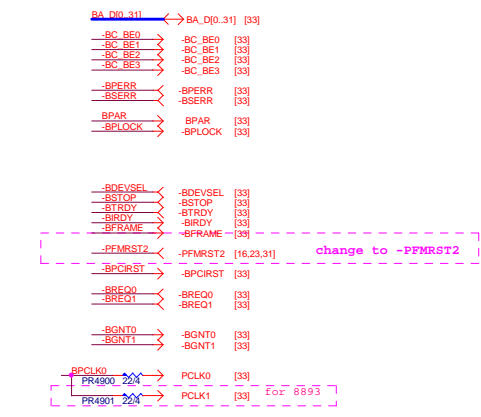 BA_D[0..31] BA_D[0..31] [33]
-BC_BE0 -BC_BE0 [33]
-BC_BE1 -BC_BE1 [33]
-BC_BE2 -BC_BE2 [33]
-BC_BE3 -BC_BE3 [33]
-BPERR -BPERR [33]
-BSERR -BSERR [33]
BPAR BPAR [33]
-BPLOCK -BPLOCK [33]
-BDEVSEL -BDEVSEL [33]
-BSTOP -BSTOP [33]
-BTRDY -BTRDY [33]
-BIRDY -BIRDY [33]
-BFRAME -BFRAME [33]
-PFMRST2 -PFMRST2 [16,23,31] change to -PFMRST2
-BPCIRST -BPCIRST [33]
-BREQ0 -BREQ0 [33]
-BREQ1 -BREQ1 [33]
-BGNT0 -BGNT0 [33]
-BGNT1 -BGNT1 [33]
BPCLK0 PCLK0 [33]
PR4900 22/4
for 8893
PCLK1 [33]
PR4901 22/4